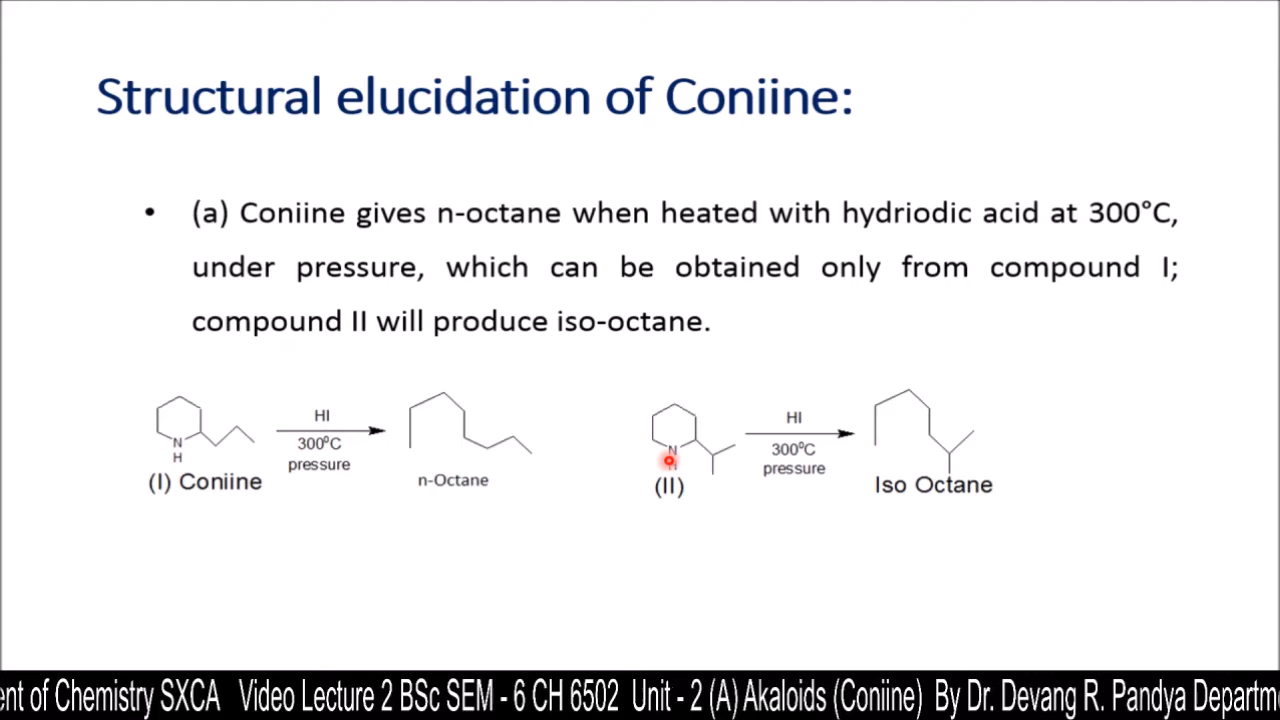 Structural elucidation of Coniine:
• (a) Coniine gives n-octane when heated with hydriodic acid at 300°C,
under pressure, which can be obtained only from compound I;
compound II will produce iso-octane.
HI
300⁰C
pressure
N
H
(I) Coniine
n-Octane
HI
300⁰C
pressure
N
(II)
Iso Octane
ent of Chemistry SXCA Video Lecture 2 BSc SEM - 6 CH 6502 Unit - 2 (A) Akaloids (Coniine) By Dr. Devang R. Pandya Departm